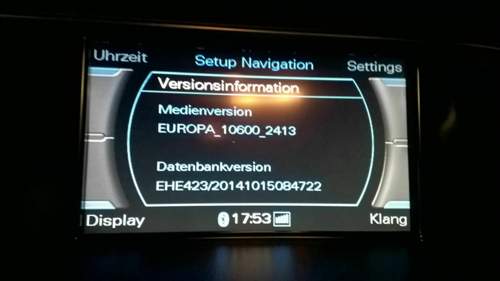 Uhrzeit Setup Navigation Settings
Versionsinformation
Medienversion
EUROPA_10600_2413
Datenbankversion
EHE423/20141015084722
Display 17:53 Klang